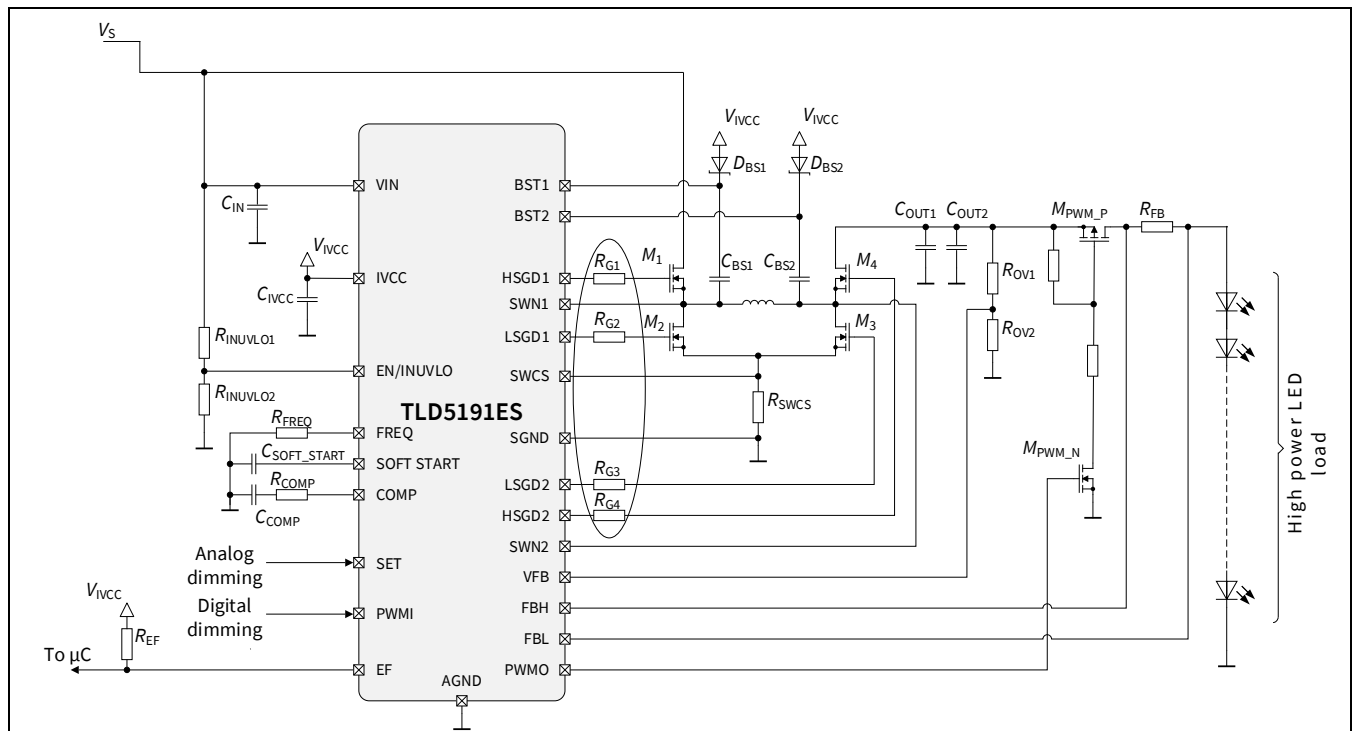 VS
VIVCC
VIVCC
DBS1
DBS2
VIN
BST1
CIN
BST2
COUT1
COUT2
MPWM_P
RFB
VIVCC
RG1
M1
CBS1
CBS2
M4
IVCC
HSGD1
ROV1
CIVCC
SWN1
RG2
M2
M3
RINUVLO1
LSGD1
ROV2
EN/INUVLO
SWCS
RINUVLO2
TLD5191ES
RSWCS
RFREQ
FREQ
SGND
CSOFT_START
SOFT START
MPWM_N
RCOMP
COMP
LSGD2
RG3
CCOMP
HSGD2
RG4
SWN2
Analog
dimming
SET
VFB
VIVCC
Digital
dimming
PWMI
FBH
REF
FBL
To µC
EF
PWMO
AGND
High power LED
load